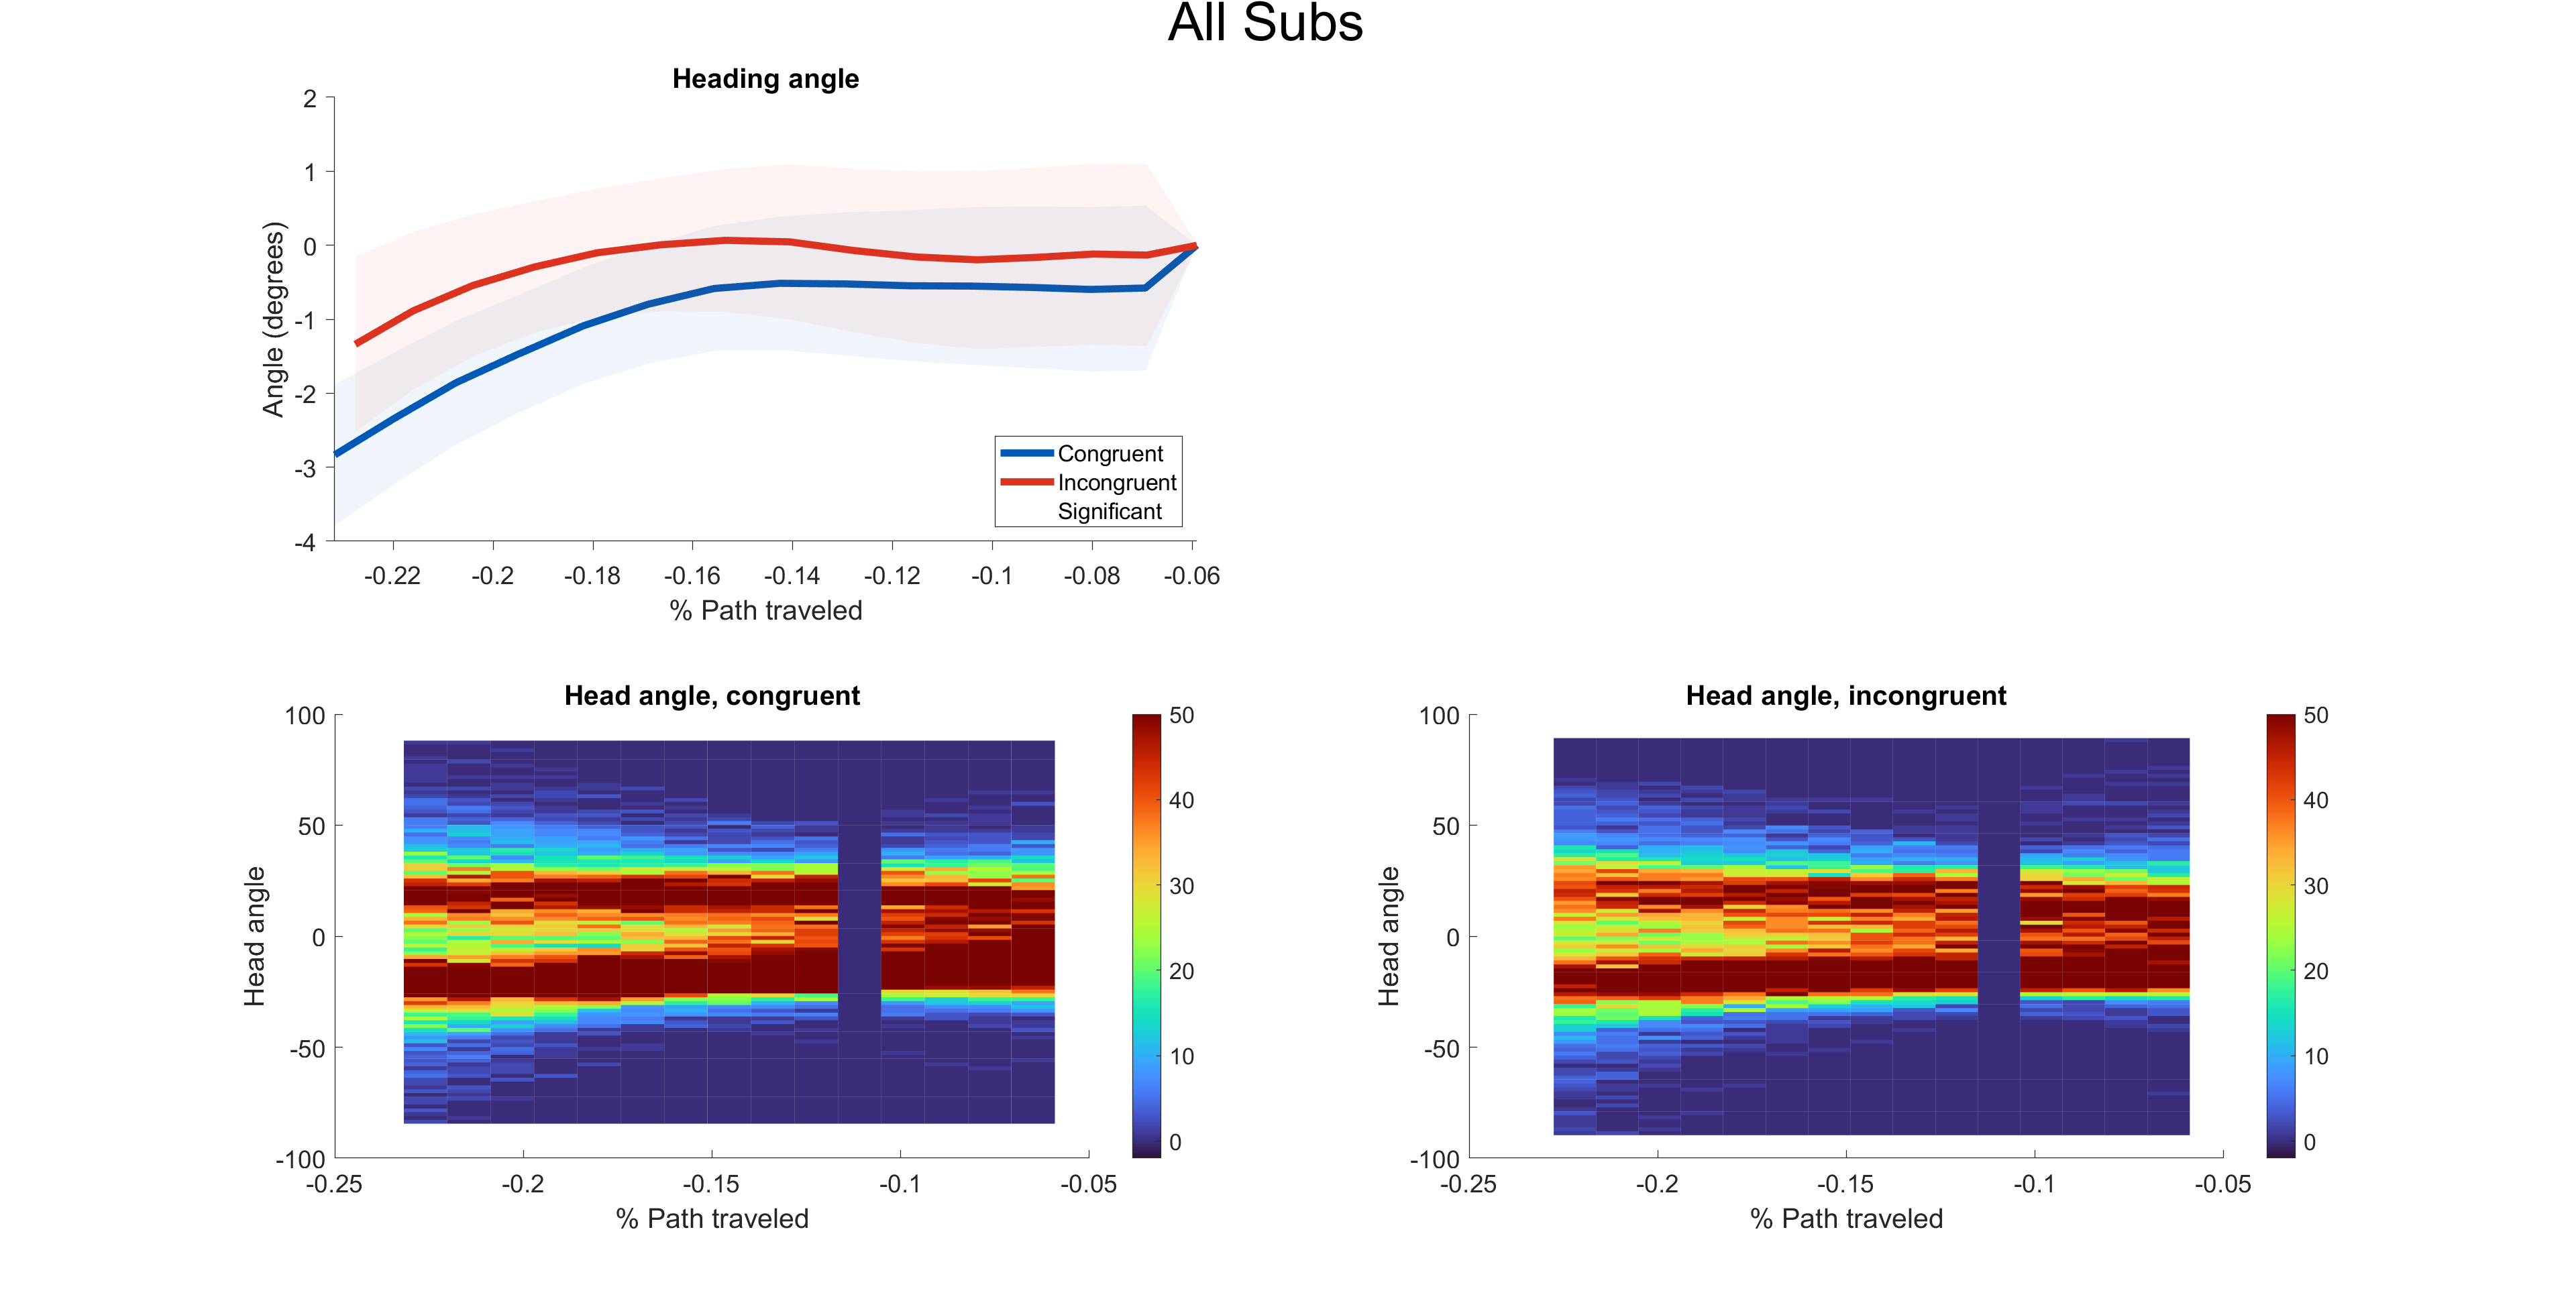 All Subs
Heading angle
2
1
0
-1
-2
-3
-4
Angle (degrees)
Congruent
Incongruent
Significant
-0.22 -0.2 -0.18 -0.16 -0.14 -0.12 -0.1 -0.08 -0.06
% Path traveled
Head angle, congruent
100
50
0
-50
-100
Head angle
-0.25 -0.2 -0.15 -0.1 -0.05
% Path traveled
50
40
30
20
10
0
Head angle, incongruent
100
50
0
-50
-100
Head angle
-0.25 -0.2 -0.15 -0.1 -0.05
% Path traveled
50
40
30
20
10
0